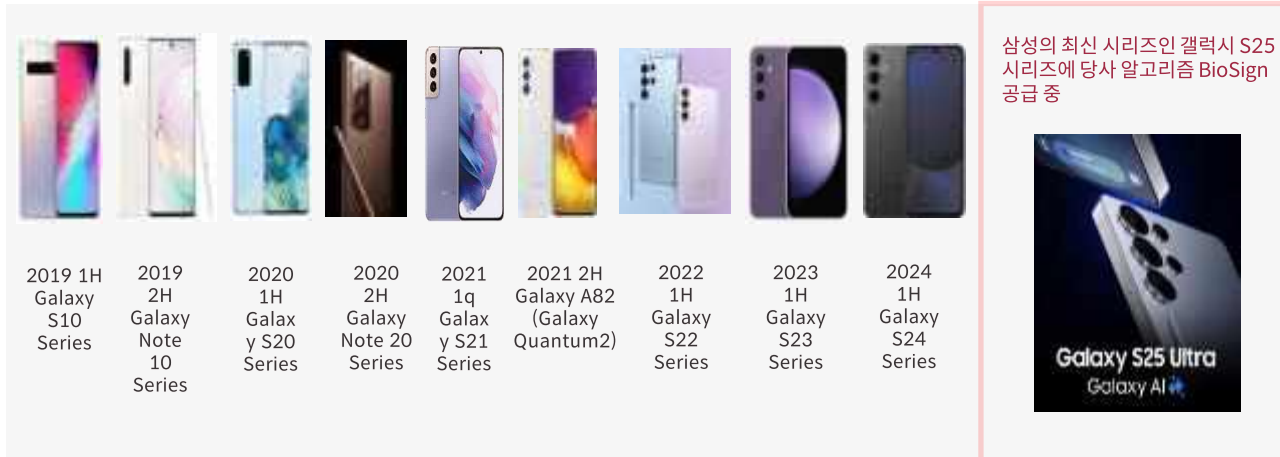 2019 1H
Galaxy
S10
Series
2019
2H
Galaxy
Note
10
Series
2020
1H
Galax
y S20
Series
2020
2H
Galaxy
Note 20
Series
2021
1q
Galax
y S21
Series
2021 2H
Galaxy A82
(Galaxy
Quantum2)
2022
1H
Galaxy
S22
Series
2023
1H
Galaxy
S23
Series
2024
1H
Galaxy
S24
Series
삼성의 최신 시리즈인 갤럭시 S25
시리즈에 당사 알고리즘 BioSign
공급 중
Galaxy S25 Ultra
Galaxy AI